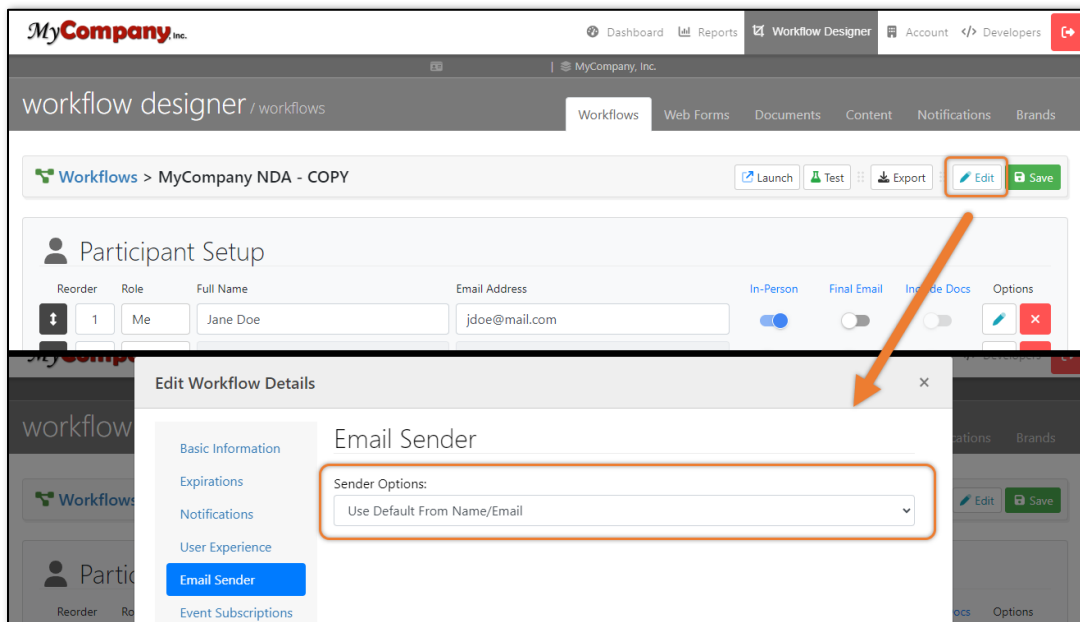 MyCompany, Inc.
Dashboard Reports Workflow Designer Account </> Developers
| MyCompany, Inc.
workflow designer / workflows
Workflows Web Forms Documents Content Notifications Brands
Workflows > MyCompany NDA - COPY
Launch Test Export Edit Save
Participant Setup
Reorder Role Full Name Email Address In-Person Final Email Include Docs Options
1 Me Jane Doe jdoe@mail.com
Edit Workflow Details ×
workflow
Brands
Basic Information
Email Sender
Expirations
Sender Options:
Workflows
Use Default From Name/Email
Edit Save
Notifications
User Experience
Email Sender
Event Subscriptions
Reorder
Options